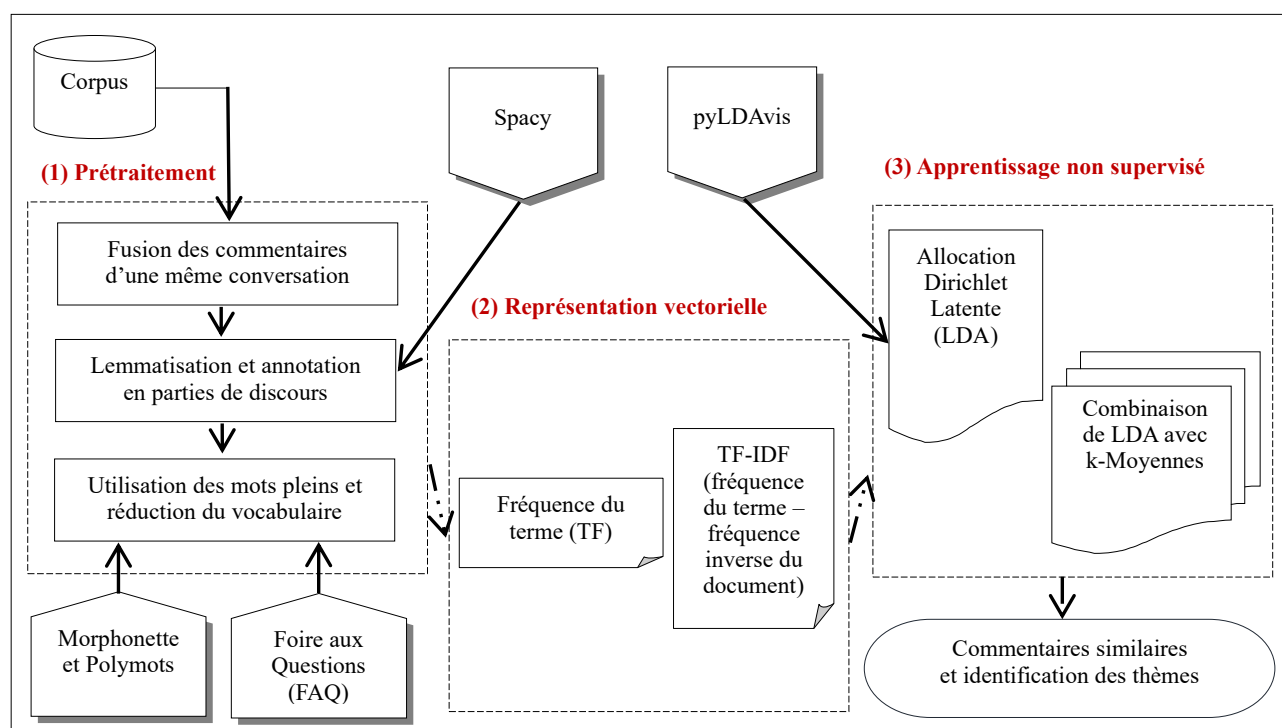 Corpus
Spacy
pyLDAvis
(1) Prétraitement
Fusion des commentaires
d’une même conversation
Lemmatisation et annotation
en parties de discours
Utilisation des mots pleins et
réduction du vocabulaire
Morphonette
et Polymots
Foire aux
Questions
(FAQ)
(2) Représentation vectorielle
Fréquence du
terme (TF)
TF-IDF
(fréquence
du terme –
fréquence
inverse du
document)
(3) Apprentissage non supervisé
Allocation
Dirichlet
Latente
(LDA)
Combinaison
de LDA avec
k-Moyennes
Commentaires similaires
et identification des thèmes